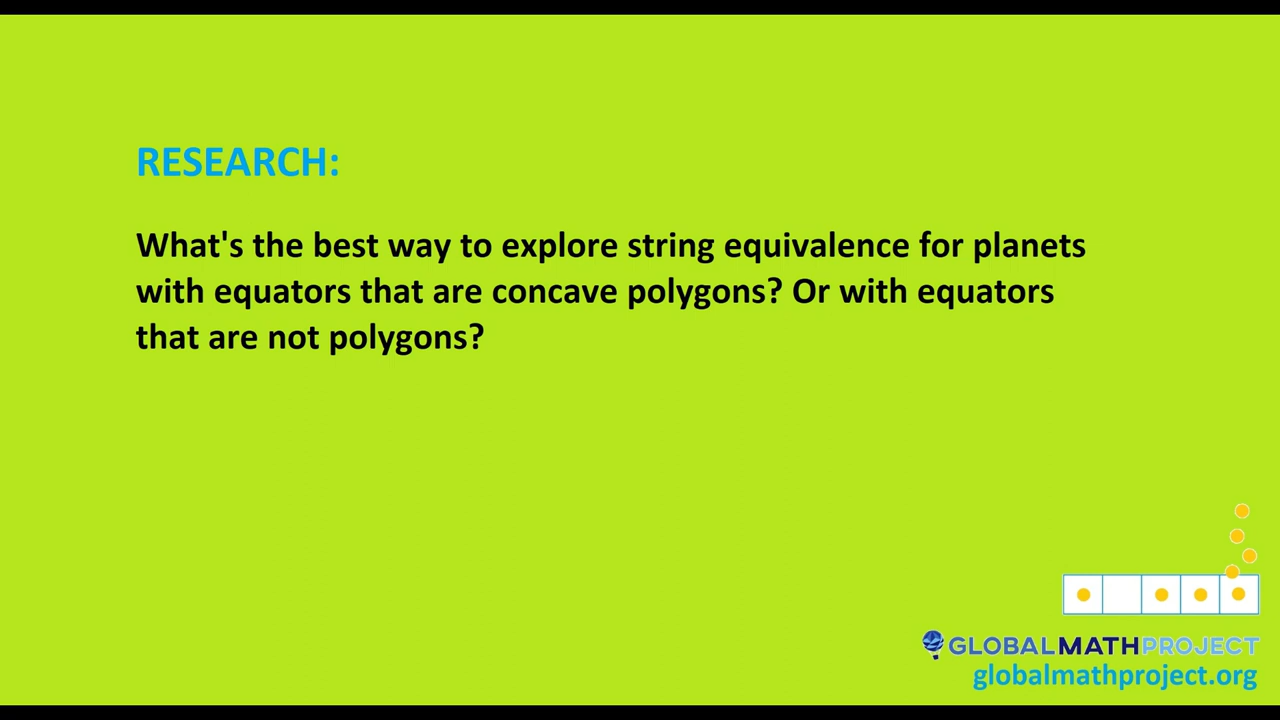 RESEARCH:
What's the best way to explore string equivalence for planets
with equators that are concave polygons? Or with equators
that are not polygons?
GLOBALMATHPROJECT
globalmathproject.org